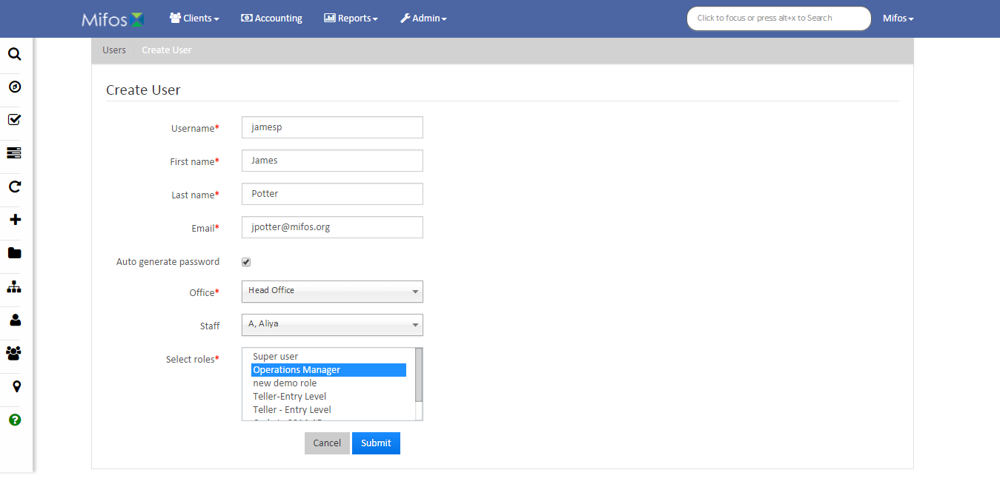 Mifos X Clients Accounting Reports Admin Click to focus or press alt+x to Search Mifos
Users / Create User
Create User
Username* jamesp
First name* James
Last name* Potter
Email* jpotter@mifos.org
Auto generate password
Office* Head Office
Staff A, Aliya
Select roles* Super user
Operations Manager
new demo role
Teller-Entry Level
Teller - Entry Level
Cancel Submit